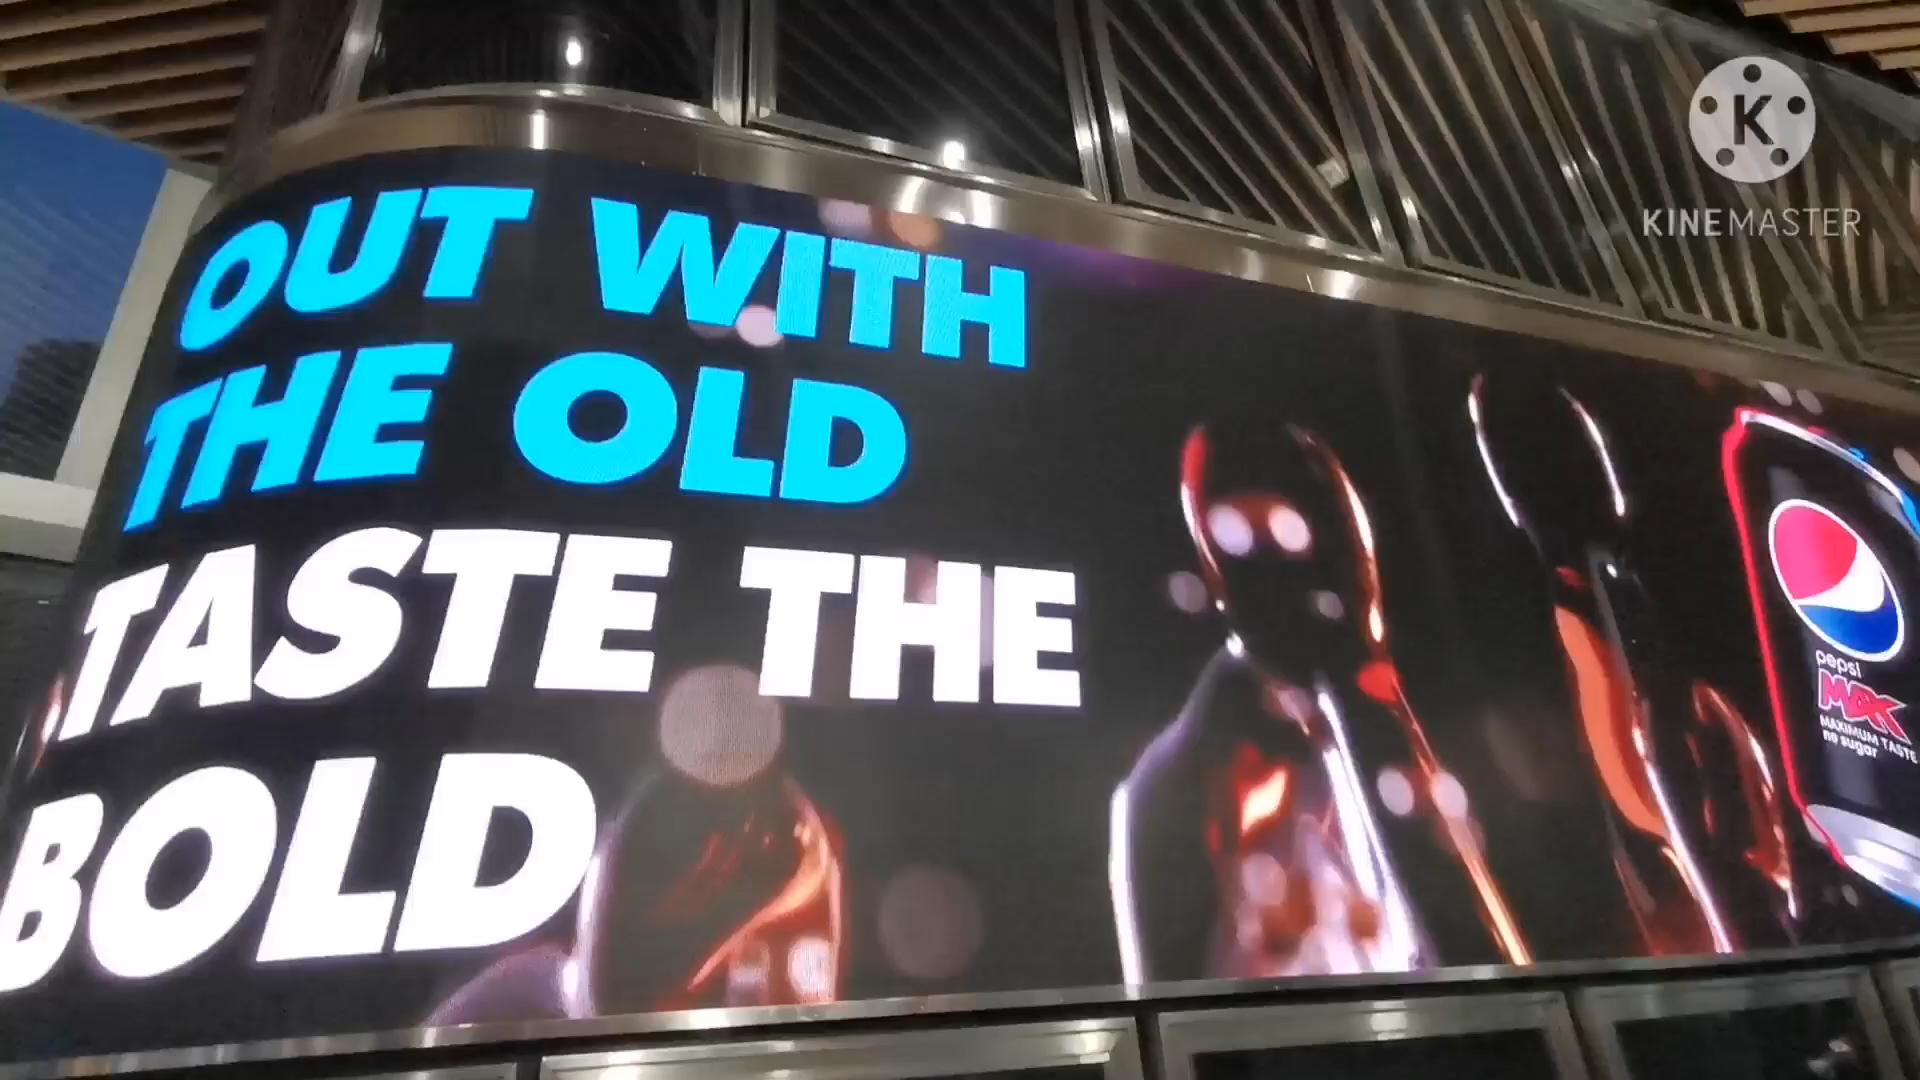 OUT WITH
THE OLD
TASTE THE
BOLD
pepsi
MAX
MAXIMUM TASTE
no sugar
K
KINEMASTER